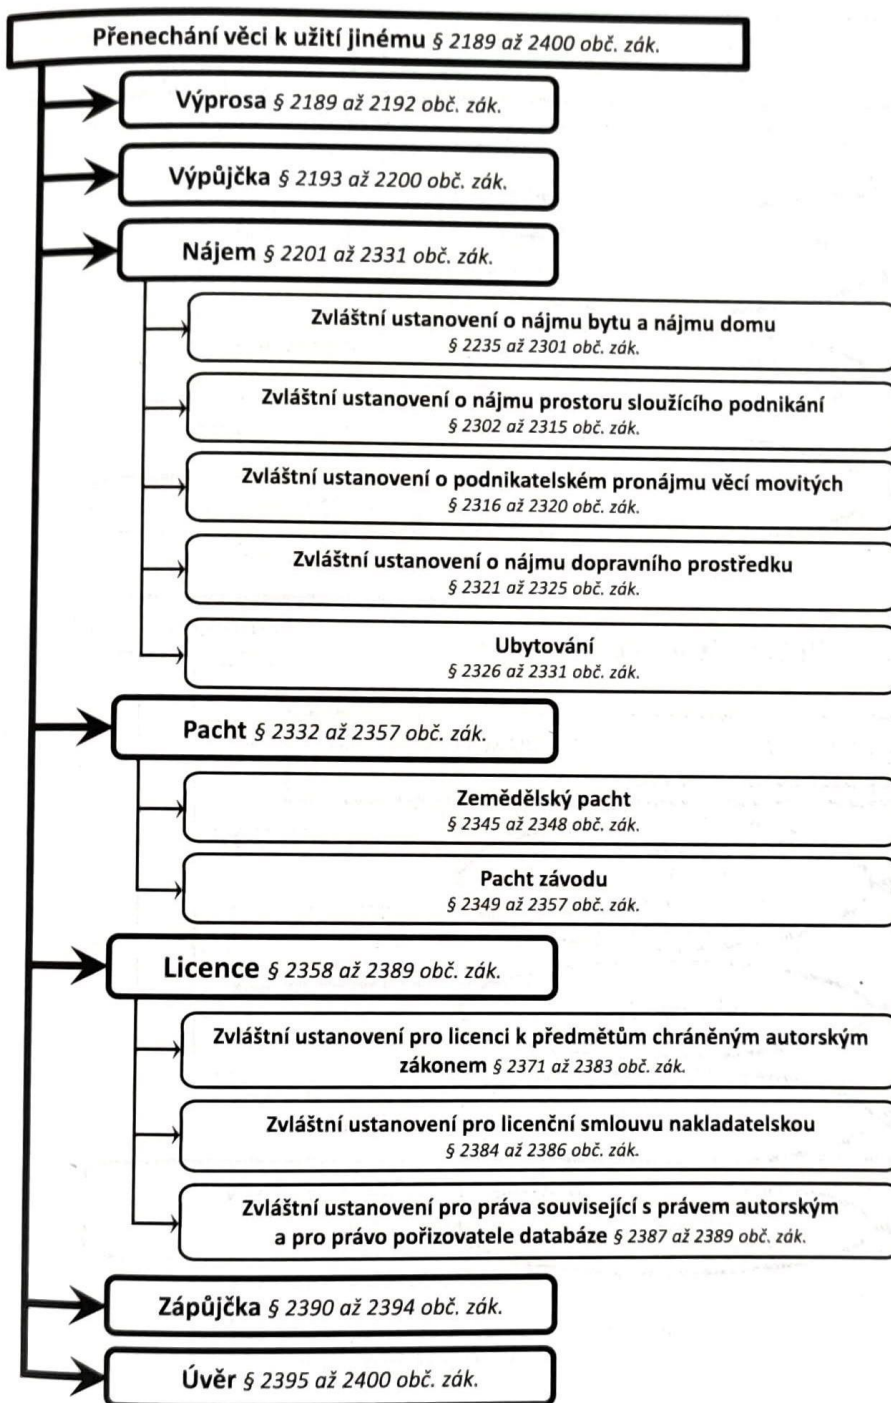 Přenechání věci k užití jinému § 2189 až 2400 obč. zák.
Výprosa § 2189 až 2192 obč. zák.
Výpůjčka § 2193 až 2200 obč. zák.
Nájem § 2201 až 2331 obč. zák.
Zvláštní ustanovení o nájmu bytu a nájmu domu
§ 2235 až 2301 obč. zák.
Zvláštní ustanovení o nájmu prostoru sloužícího podnikání
§ 2302 až 2315 obč. zák.
Zvláštní ustanovení o podnikatelském pronájmu věcí movitých
§ 2316 až 2320 obč. zák.
Zvláštní ustanovení o nájmu dopravního prostředku
§ 2321 až 2325 obč. zák.
Ubytování
§ 2326 až 2331 obč. zák.
Pacht § 2332 až 2357 obč. zák.
Zemědělský pacht
§ 2345 až 2348 obč. zák.
Pacht závodu
§ 2349 až 2357 obč. zák.
Licence § 2358 až 2389 obč. zák.
Zvláštní ustanovení pro licenci k předmětům chráněným autorským
zákonem § 2371 až 2383 obč. zák.
Zvláštní ustanovení pro licenční smlouvu nakladatelskou
§ 2384 až 2386 obč. zák.
Zvláštní ustanovení pro práva související s právem autorským
a pro právo pořizovatele databáze § 2387 až 2389 obč. zák.
Zápůjčka § 2390 až 2394 obč. zák.
Úvěr § 2395 až 2400 obč. zák.